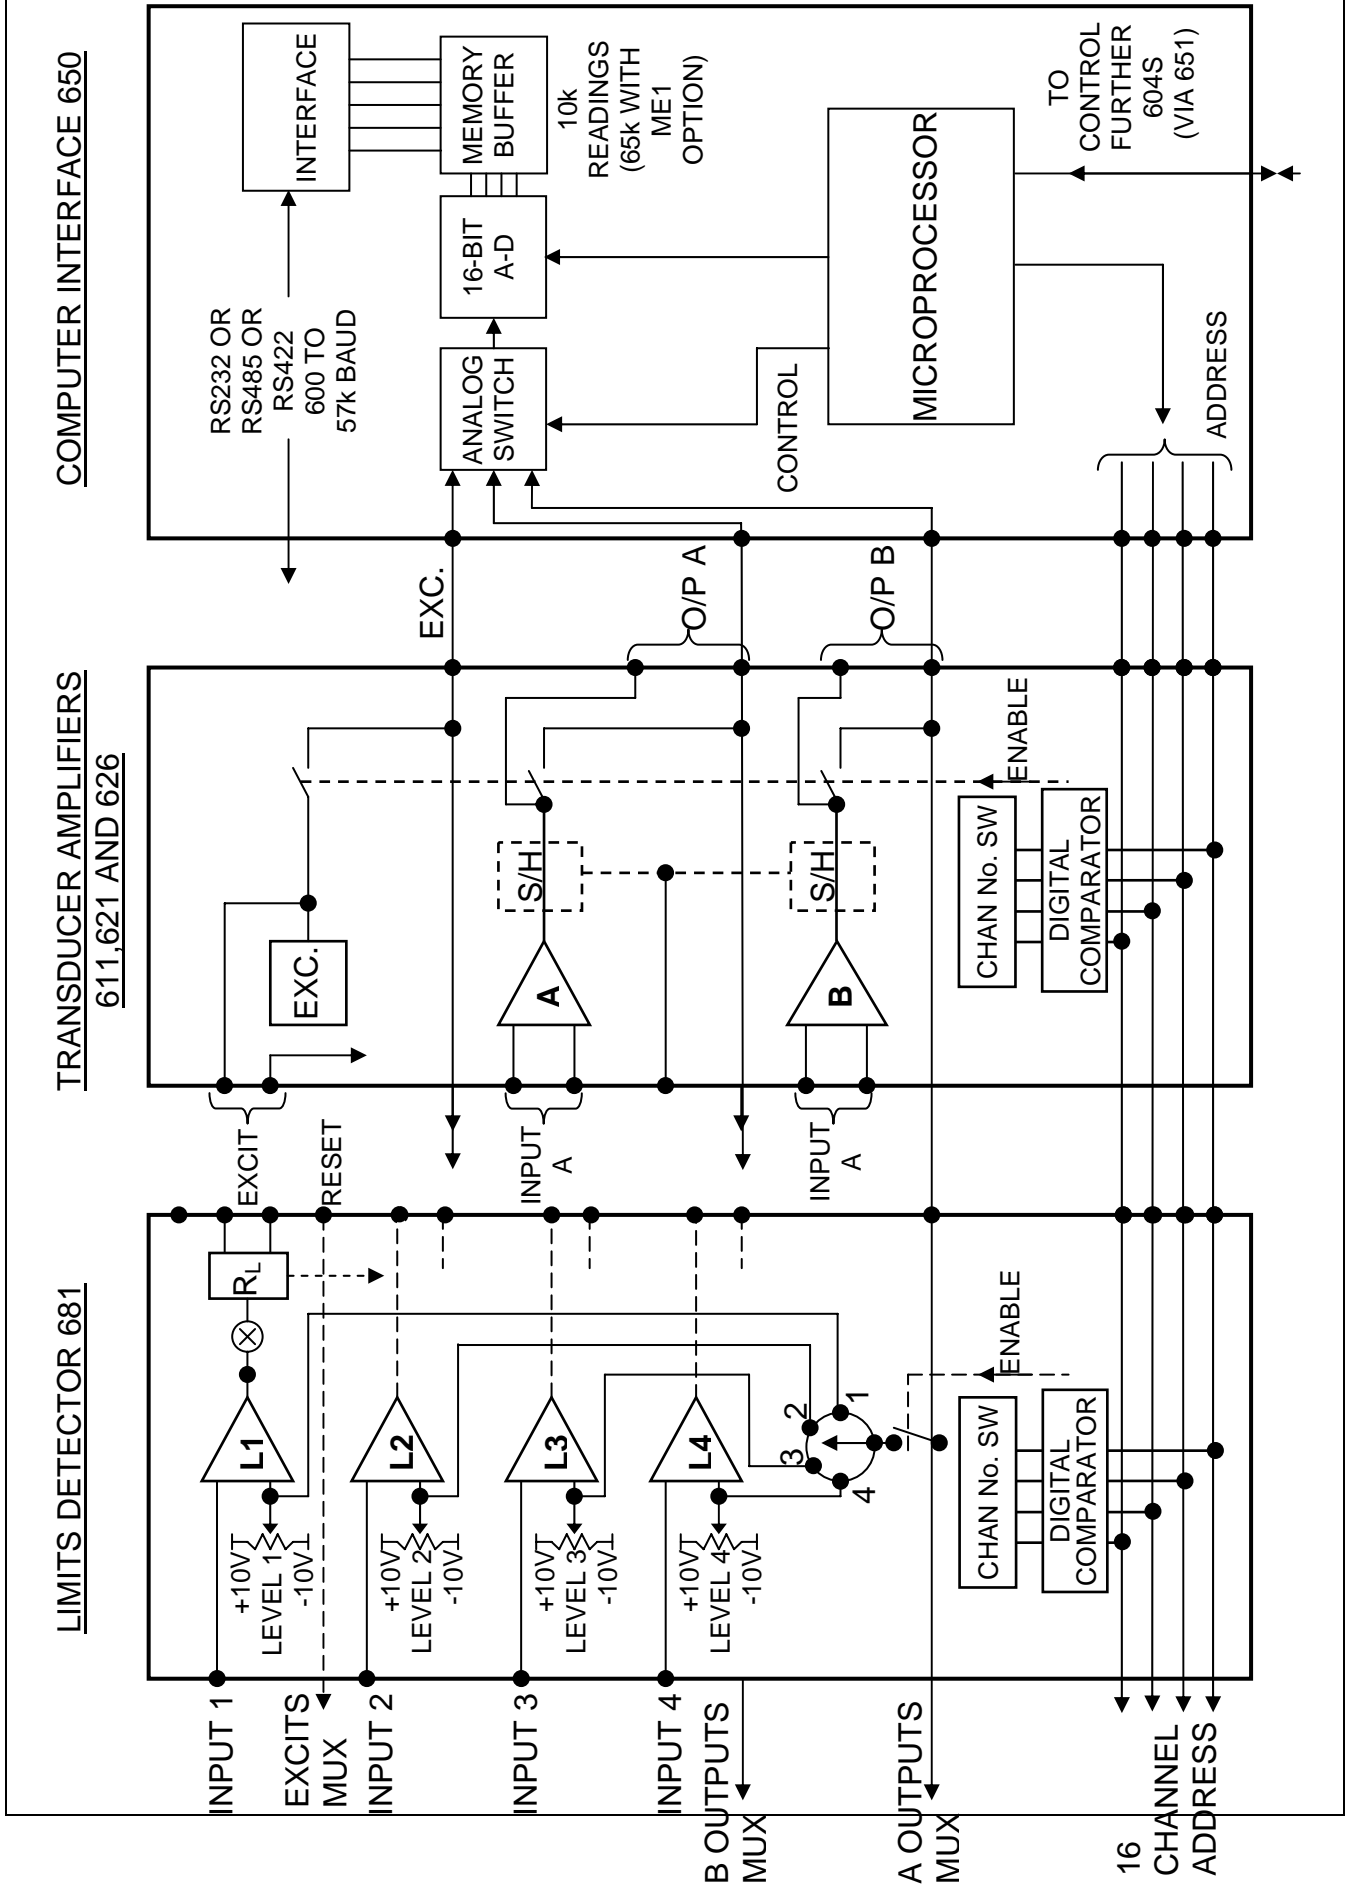 LIMITS DETECTOR 681
INPUT 1
EXCITS
MUX
INPUT 2
INPUT 3
INPUT 4
B OUTPUTS
MUX
A OUTPUTS
MUX
16
CHANNEL
ADDRESS
+10V
LEVEL 1
-10V
+10V
LEVEL 2
-10V
+10V
LEVEL 3
-10V
+10V
LEVEL 4
-10V
L1
L2
L3
L4
RL
1
2
3
4
ENABLE
CHAN No. SW
DIGITAL
COMPARATOR
TRANSDUCER AMPLIFIERS
611,621 AND 626
EXCIT
RESET
INPUT
A
INPUT
A
EXC.
A
B
S/H
S/H
ENABLE
CHAN No. SW
DIGITAL
COMPARATOR
EXC.
O/P A
O/P B
COMPUTER INTERFACE 650
RS232 OR
RS485 OR
RS422
600 TO
57k BAUD
INTERFACE
ANALOG
SWITCH
16-BIT
A-D
MEMORY
BUFFER
10k
READINGS
(65k WITH
ME1
OPTION)
CONTROL
MICROPROCESSOR
TO
CONTROL
FURTHER
604S
(VIA 651)
ADDRESS